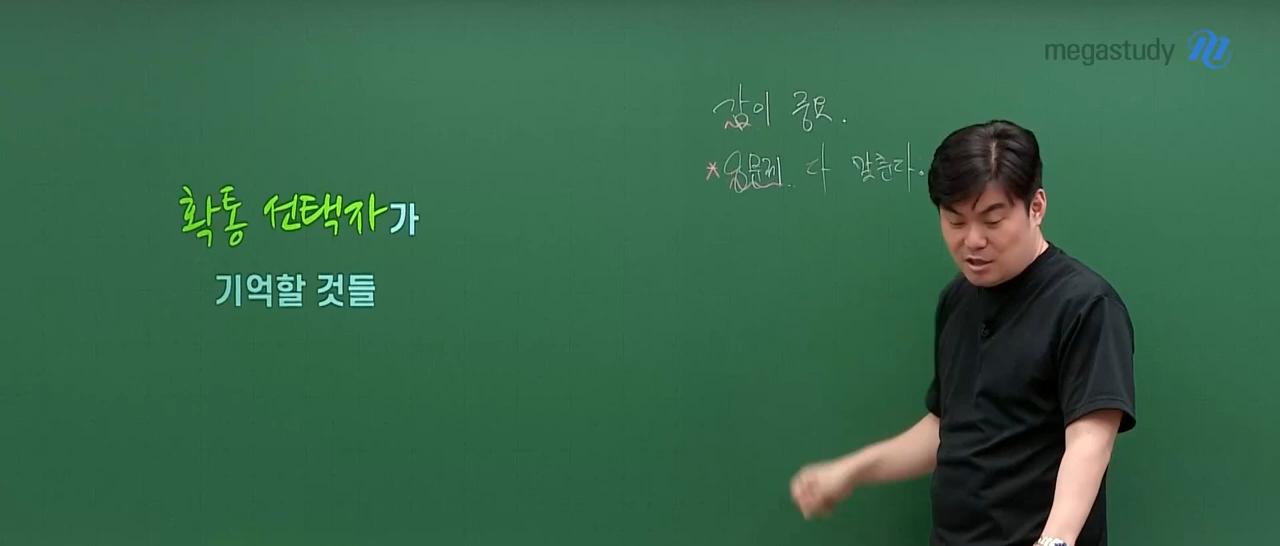 megastudy
감이 중요.
* 다 맞춘다.
확통 선택자가
기억할 것들